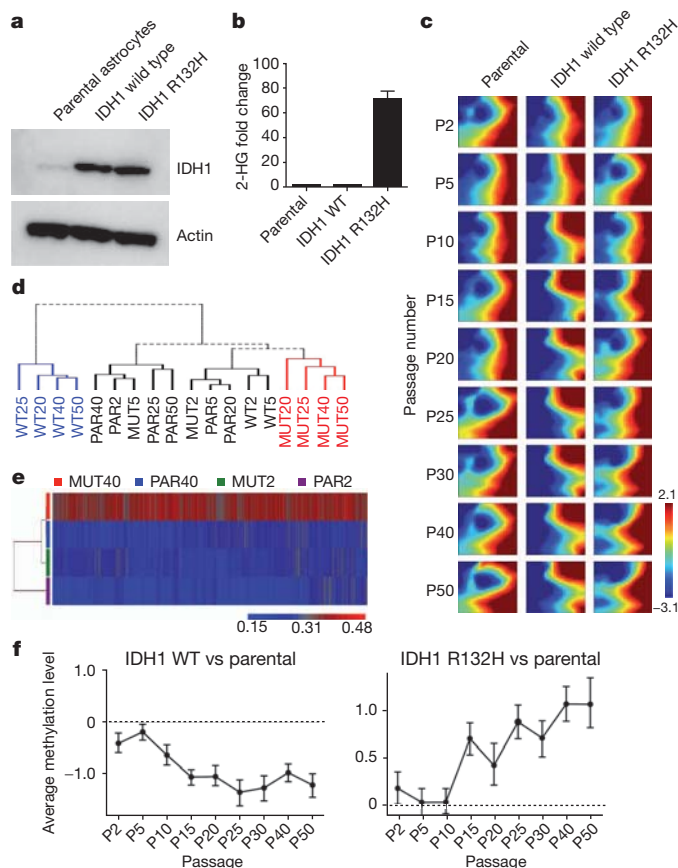 a
Parental astrocytes
IDH1 wild type
IDH1 R132H
IDH1
Actin
b
2-HG fold change
100
80
60
40
20
0
Parental
IDH1 WT
IDH1 R132H
c
Parental
IDH1 wild type
IDH1 R132H
Passage number
P2
P5
P10
P15
P20
P25
P30
P40
P50
2.1
−3.1
d
WT25
WT20
WT40
WT50
PAR40
PAR2
MUT5
PAR25
PAR50
MUT2
PAR5
PAR20
WT2
WT5
MUT20
MUT25
MUT40
MUT50
e
MUT40 PAR40 MUT2 PAR2
0.15 0.31 0.48
f
IDH1 WT vs parental
Average methylation level
1.0
0
−1.0
P2 P5 P10 P15 P20 P25 P30 P40 P50
Passage
IDH1 R132H vs parental
1.0
0.5
0
P2 P5 P10 P15 P20 P25 P30 P40 P50
Passage